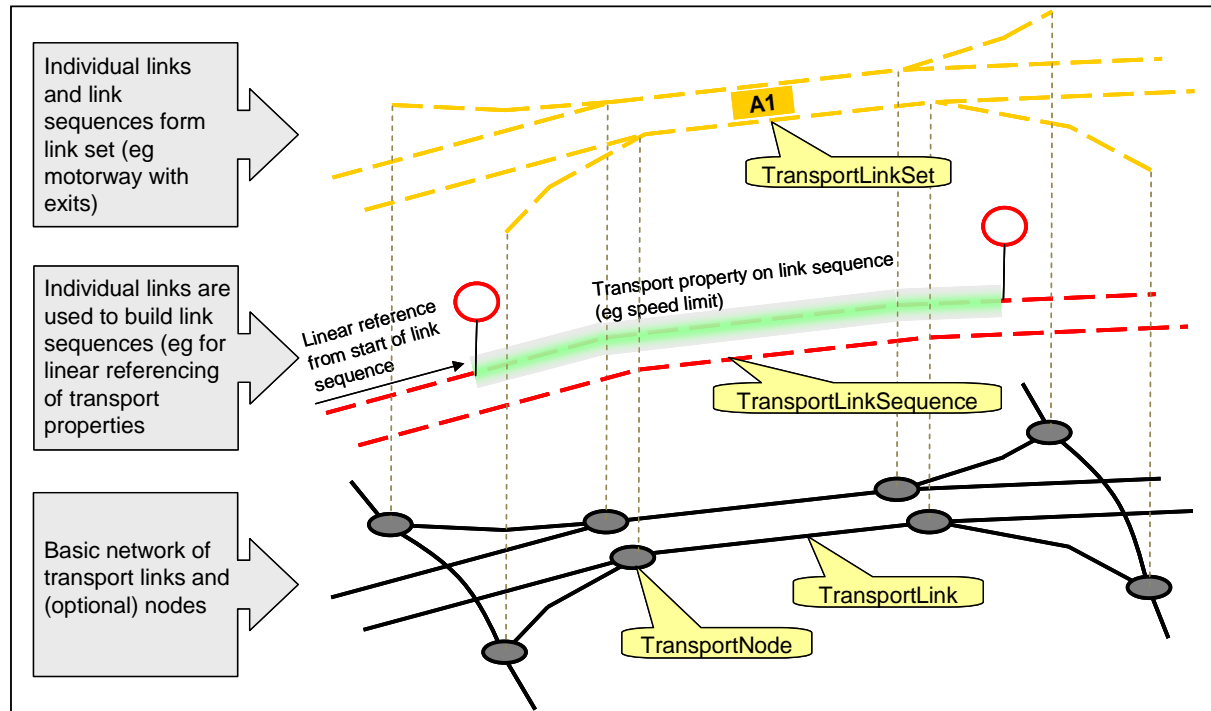 Individual links
and link
sequences form
link set (eg
motorway with
exits)
A1
TransportLinkSet
Individual links are
used to build link
sequences (eg for
linear referencing
of transport
properties
Linear reference
from start of link
sequence
Transport property on link sequence
(eg speed limit)
TransportLinkSequence
Basic network of
transport links and
(optional) nodes
TransportLink
TransportNode